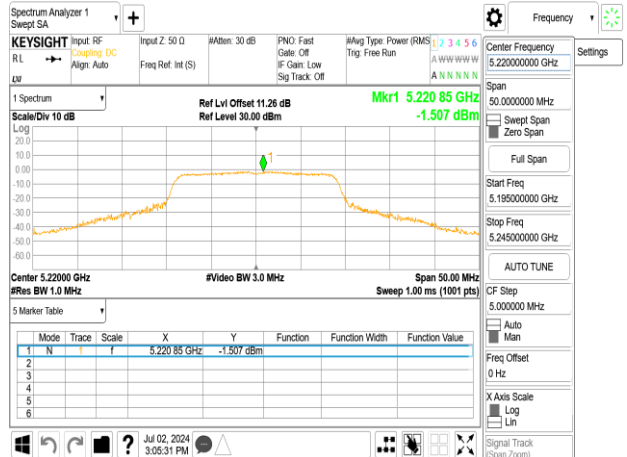 Spectrum Analyzer 1
Swept SA
Frequency
KEYSIGHT
RL
Input: RF
Coupling: DC
Align: Auto
Input Z: 50 Ω
Freq Ref: Int (S)
#Atten: 30 dB
PNO: Fast
Gate: Off
IF Gain: Low
Sig Track: Off
#Avg Type: Power (RMS
Trig: Free Run
1 2 3 4 5 6
A W W W W W
A N N N N N
1 Spectrum
Scale/Div 10 dB
Ref Lvl Offset 11.26 dB
Ref Level 30.00 dBm
Mkr1 5.220 85 GHz
-1.507 dBm
Log
20.0
10.0
0.00
-10.0
-20.0
-30.0
-40.0
-50.0
-60.0
1
Center 5.22000 GHz
#Video BW 3.0 MHz
Span 50.00 MHz
#Res BW 1.0 MHz
Sweep 1.00 ms (1001 pts)
5 Marker Table
Mode Trace Scale X Y Function Function Width Function Value
1 N 1 f 5.220 85 GHz -1.507 dBm
2
3
4
5
6
Jul 02, 2024
3:05:31 PM
Center Frequency
5.220000000 GHz
Settings
Span
50.0000000 MHz
Swept Span
Zero Span
Full Span
Start Freq
5.195000000 GHz
Stop Freq
5.245000000 GHz
AUTO TUNE
CF Step
5.000000 MHz
Auto
Man
Freq Offset
0 Hz
X Axis Scale
Log
Lin
Signal Track
(Span Zoom)